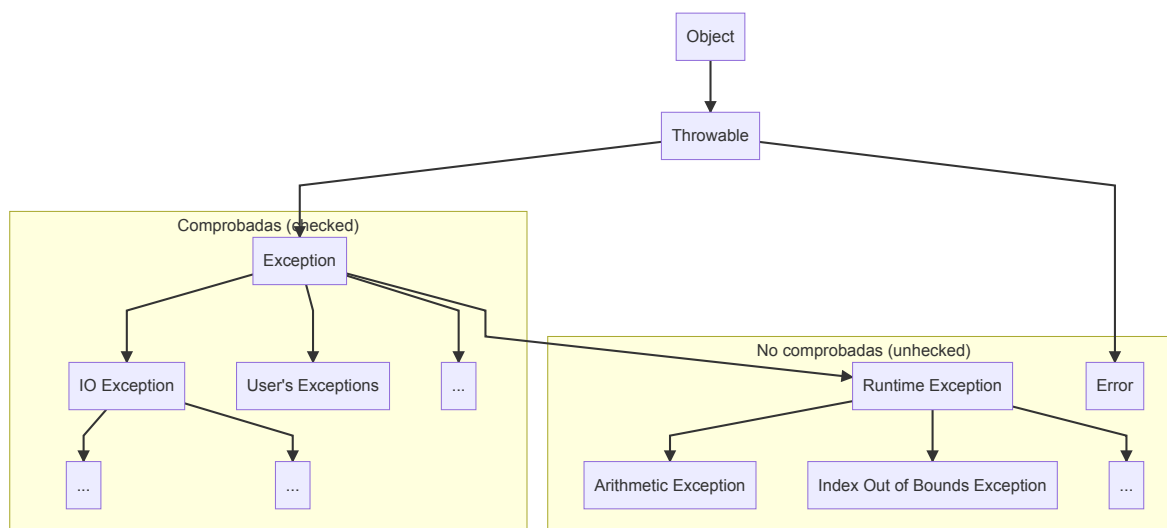 Object
Throwable
Comprobadas (checked)
Exception
No comprobadas (unhecked)
IO Exception
User's Exceptions
...
Runtime Exception
Error
...
...
Arithmetic Exception
Index Out of Bounds Exception
...